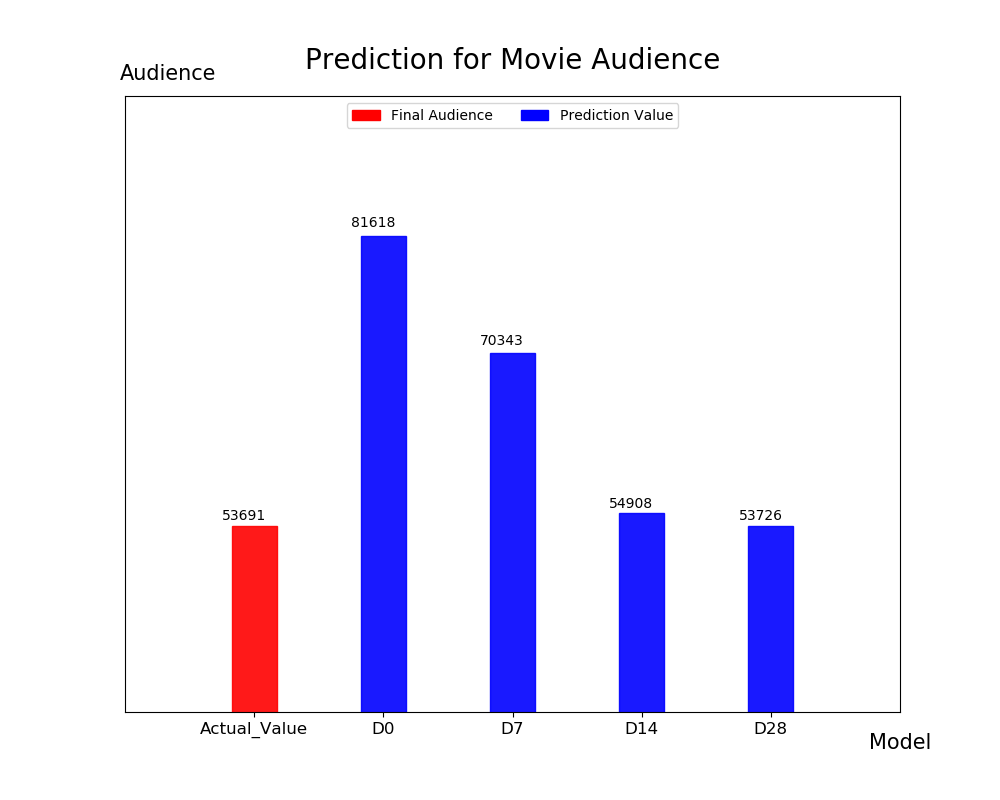 Prediction for Movie Audience
Audience
Final Audience
Prediction Value
81618
70343
53691
54908
53726
Actual_Value
D0
D7
D14
D28
Model